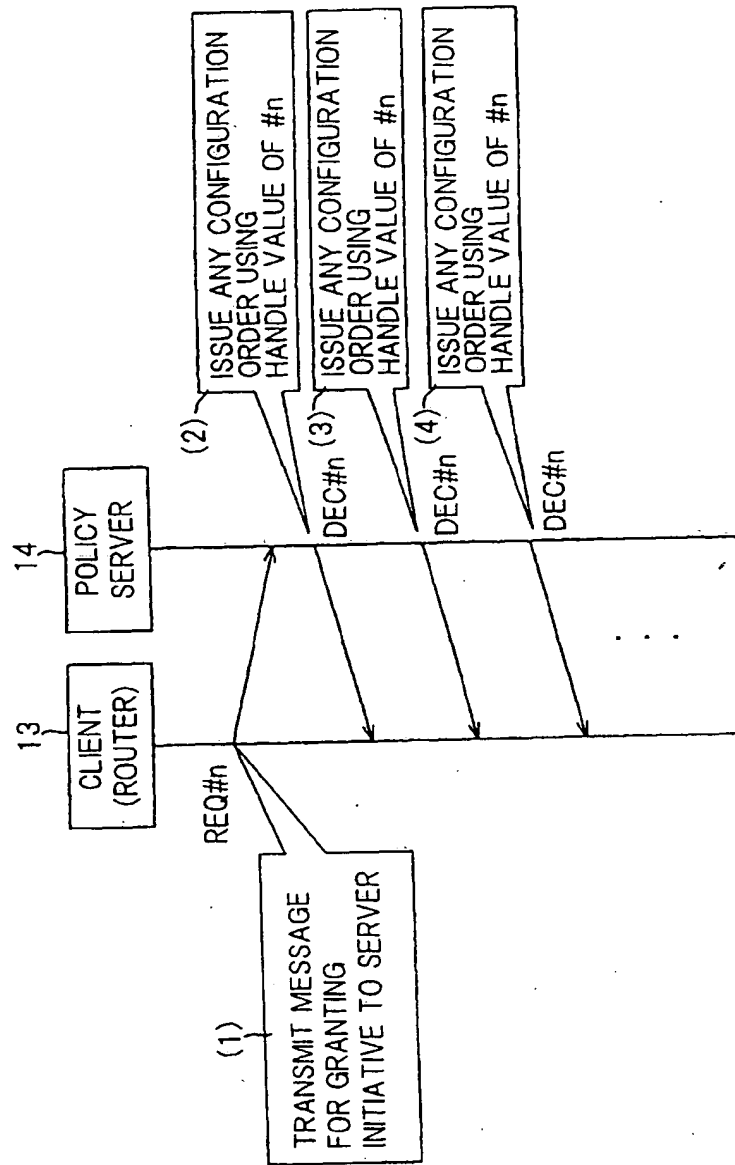 13
CLIENT
(ROUTER)
14
POLICY
SERVER
REQ#n
(1)
TRANSMIT MESSAGE
FOR GRANTING
INITIATIVE TO SERVER
(2)
ISSUE ANY CONFIGURATION
ORDER USING
HANDLE VALUE OF #n
DEC#n
(3)
ISSUE ANY CONFIGURATION
ORDER USING
HANDLE VALUE OF #n
DEC#n
(4)
ISSUE ANY CONFIGURATION
ORDER USING
HANDLE VALUE OF #n
DEC#n
. . .